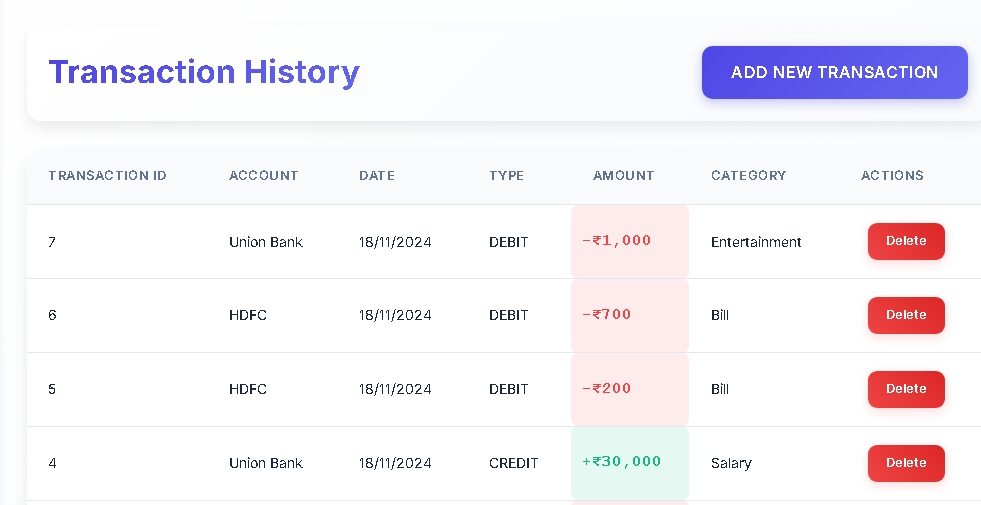 Transaction History
ADD NEW TRANSACTION
TRANSACTION ID ACCOUNT DATE TYPE AMOUNT CATEGORY ACTIONS
7 Union Bank 18/11/2024 DEBIT -₹1,000 Entertainment Delete
6 HDFC 18/11/2024 DEBIT -₹700 Bill Delete
5 HDFC 18/11/2024 DEBIT -₹200 Bill Delete
4 Union Bank 18/11/2024 CREDIT +₹30,000 Salary Delete